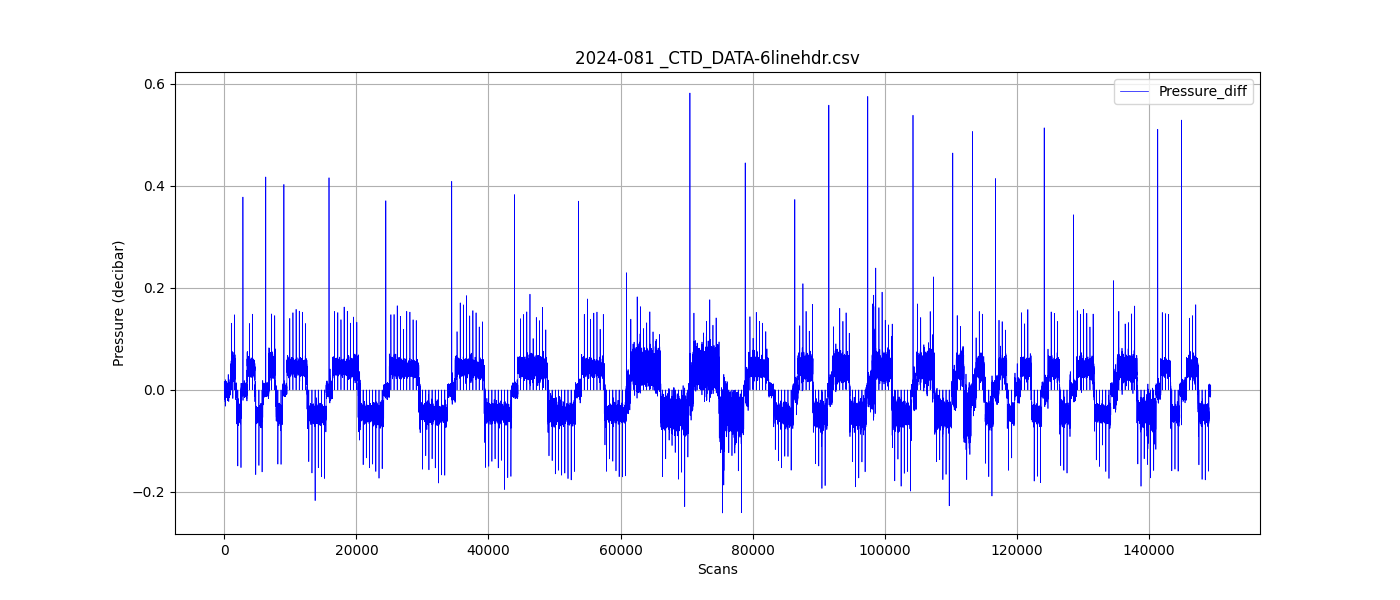 2024-081 _CTD_DATA-6linehdr.csv
Pressure_diff
0.6
0.4
0.2
0.0
−0.2
Pressure (decibar)
0 20000 40000 60000 80000 100000 120000 140000
Scans